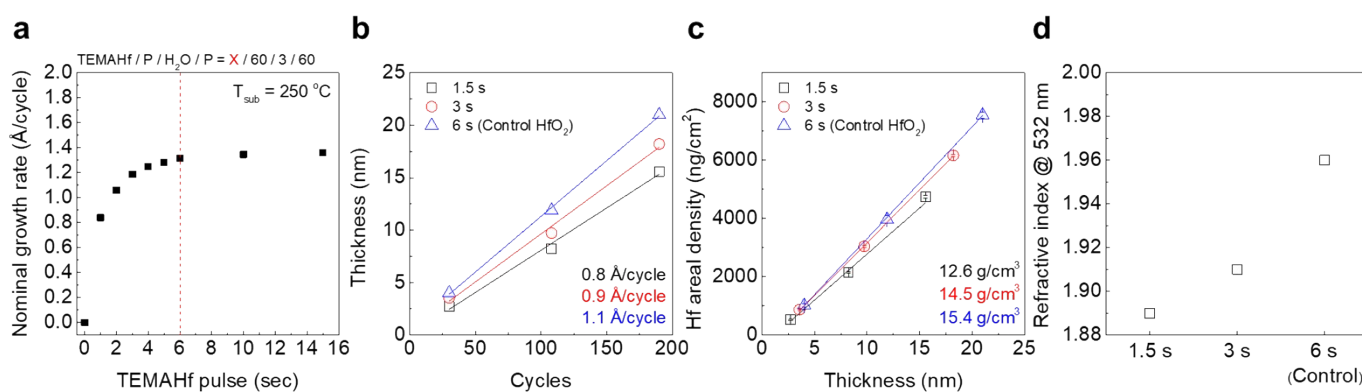 a
TEMAHf / P / H₂O / P = X / 60 / 3 / 60
Nominal growth rate (Å/cycle)
2.0
1.8
1.6
1.4
1.2
1.0
0.8
0.6
0.4
0.2
0.0
T_sub = 250 °C
0 2 4 6 8 10 12 14 16
TEMAHf pulse (sec)
b
Thickness (nm)
25
20
15
10
5
0
1.5 s
3 s
6 s (Control HfO₂)
0.8 Å/cycle
0.9 Å/cycle
1.1 Å/cycle
0 50 100 150 200
Cycles
c
Hf areal density (ng/cm²)
8000
6000
4000
2000
0
1.5 s
3 s
6 s (Control HfO₂)
12.6 g/cm³
14.5 g/cm³
15.4 g/cm³
0 5 10 15 20 25
Thickness (nm)
d
Refractive index @ 532 nm
2.00
1.98
1.96
1.94
1.92
1.90
1.88
1.5 s 3 s 6 s
(Control)